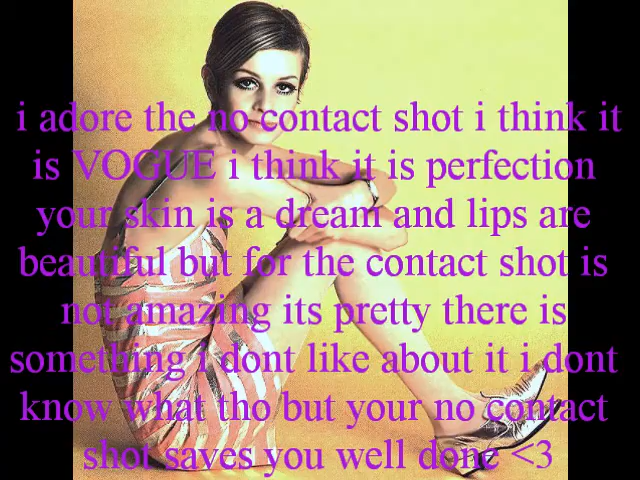 i adore the no contact shot i think it
is VOGUE i think it is perfection
your skin is a dream and lips are
beautiful but for the contact shot is
not amazing its pretty there is
something i dont like about it i dont
know what tho but your no contact
shot saves you well done <3